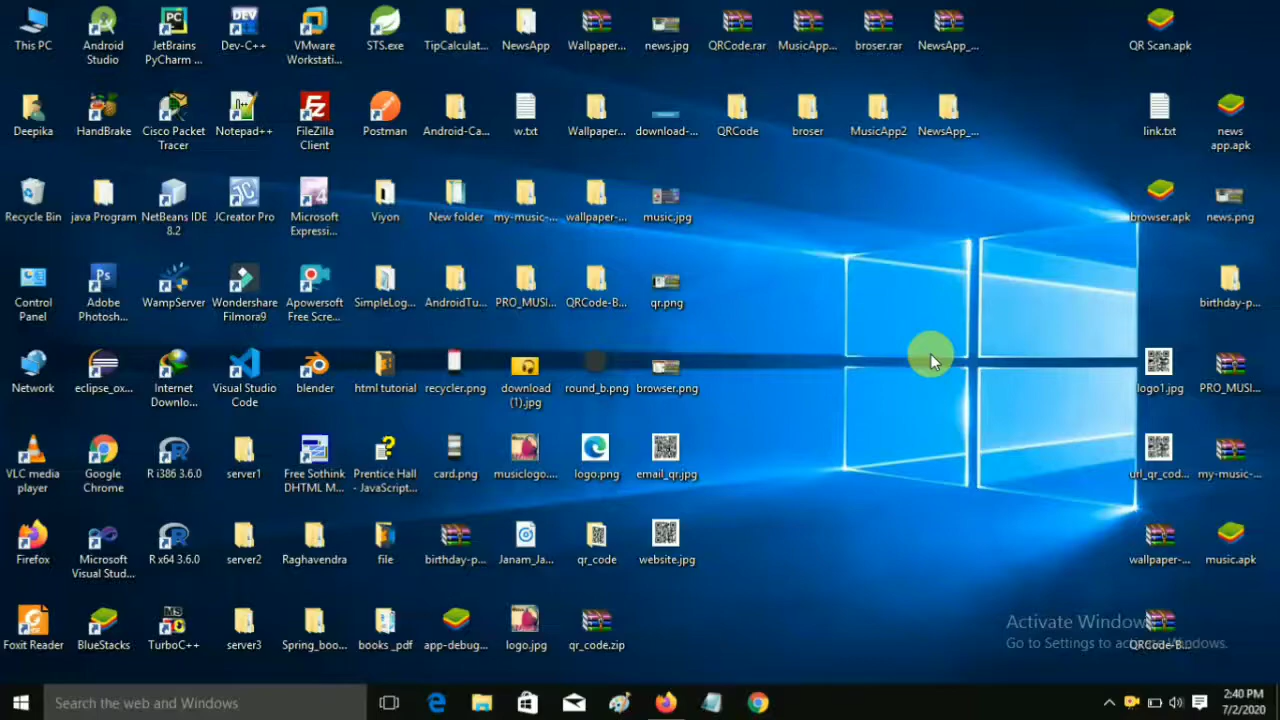 This PC
Android
Studio
JetBrains
PyCharm ...
Dev-C++
VMware
Workstati...
STS.exe
TipCalculat...
NewsApp
Wallpaper...
news.jpg
QRCode.rar
MusicApp...
broser.rar
NewsApp_...
QR Scan.apk
Deepika
HandBrake
Cisco Packet
Tracer
Notepad++
FileZilla
Client
Postman
Android-Ca...
w.txt
Wallpaper...
download-...
QRCode
broser
MusicApp2
NewsApp_...
link.txt
news
app.apk
Recycle Bin
java Program
NetBeans IDE
8.2
JCreator Pro
Microsoft
Expressi...
Viyon
New folder
my-music-...
wallpaper-...
music.jpg
browser.apk
news.png
Control
Panel
Adobe
Photosh...
WampServer
Wondershare
Filmora9
Apowersoft
Free Scre...
SimpleLog...
AndroidTu...
PRO_MUSI...
QRCode-B...
qr.png
birthday-p...
Network
eclipse_ox...
Internet
Downlo...
Visual Studio
Code
blender
html tutorial
recycler.png
download
(1).jpg
round_b.png
browser.png
logo1.jpg
PRO_MUSI...
VLC media
player
Google
Chrome
R i386 3.6.0
server1
Free Sothink
DHTML M...
Prentice Hall
- JavaScript...
card.png
musiclogo....
logo.png
email_qr.jpg
url_qr_cod...
my-music-...
Firefox
Microsoft
Visual Stud...
R x64 3.6.0
server2
Raghavendra
file
birthday-p...
Janam_Ja...
qr_code
website.jpg
wallpaper-...
music.apk
Foxit Reader
BlueStacks
TurboC++
server3
Spring_boo...
books _pdf
app-debug...
logo.jpg
qr_code.zip
QRCode-B...
Activate Windows
Go to Settings to activate Windows.
Search the web and Windows
2:40 PM
7/2/2020